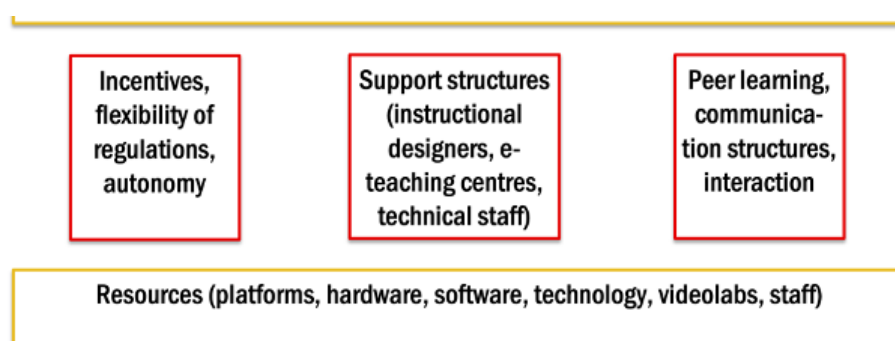 Incentives,
flexibility of
regulations,
autonomy
Support structures
(instructional
designers, e-
teaching centres,
technical staff)
Peer learning,
communica-
tion structures,
interaction
Resources (platforms, hardware, software, technology, videolabs, staff)